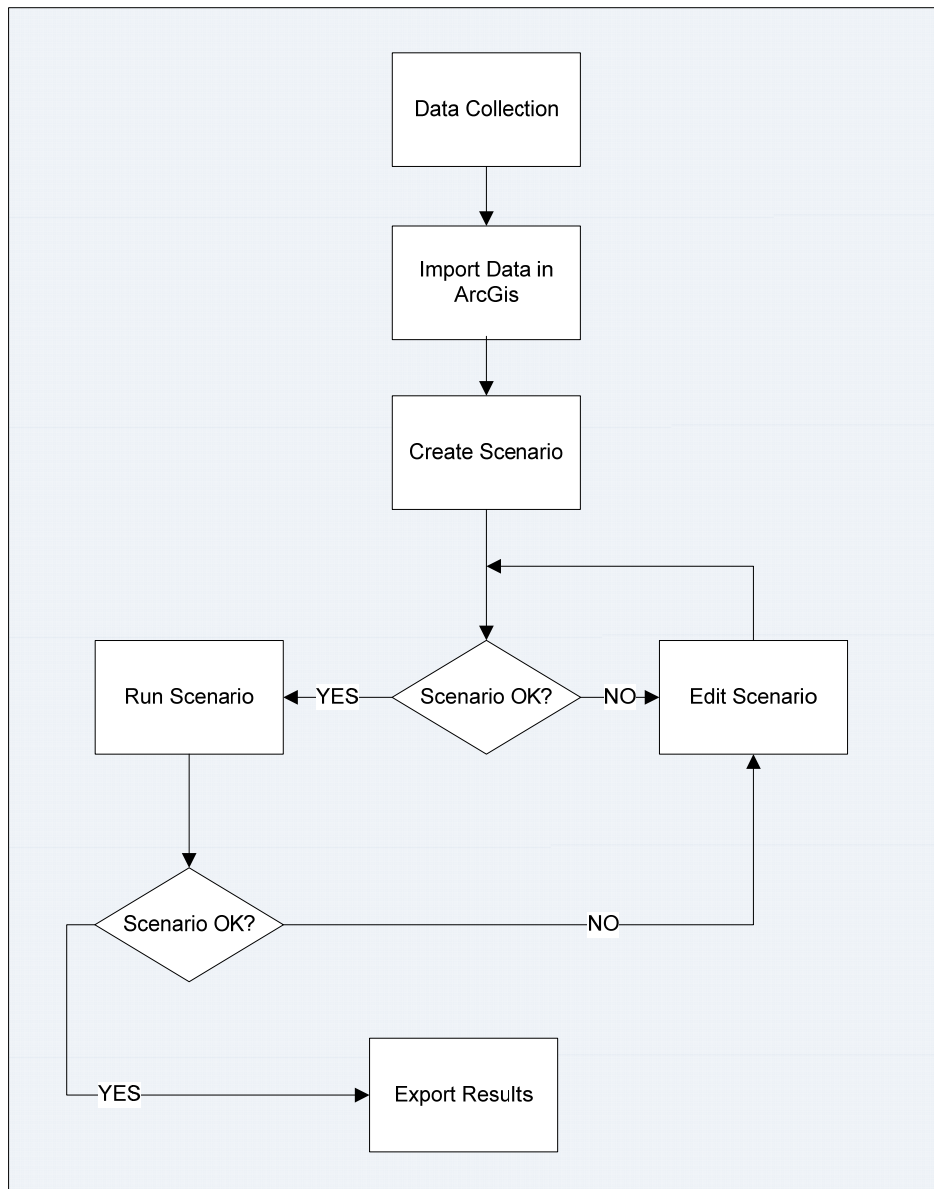 Data Collection
Import Data in
ArcGis
Create Scenario
Run Scenario
YES
Scenario OK?
NO
Edit Scenario
Scenario OK?
NO
YES
Export Results